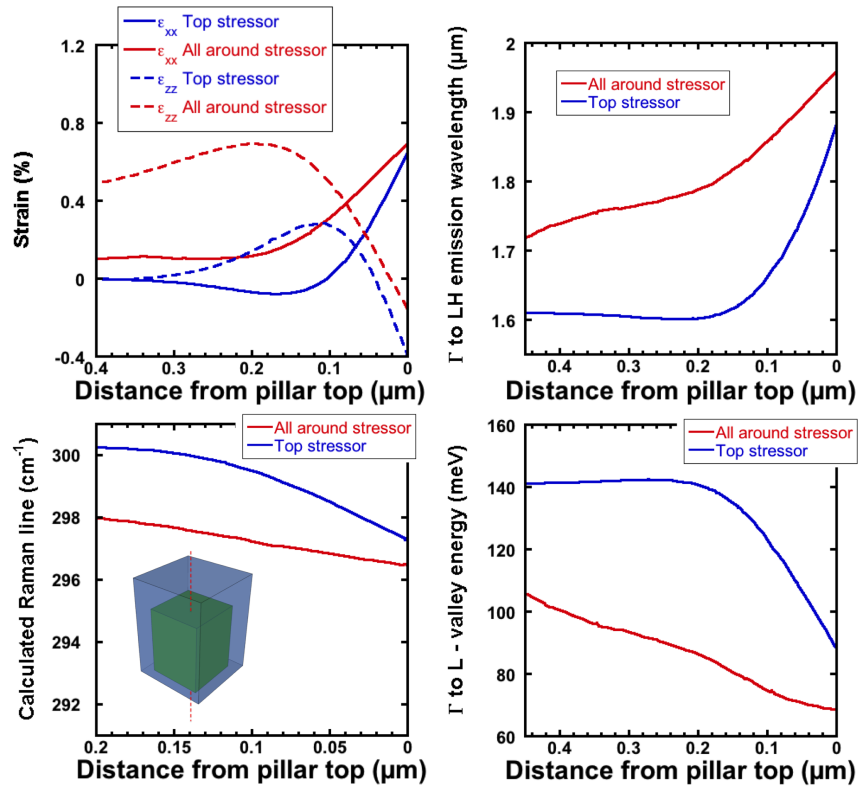 εxx Top stressor
εxx All around stressor
εzz Top stressor
εzz All around stressor
Strain (%)
1.2
0.8
0.4
0
-0.4
0.4
0.3
0.2
0.1
0
Distance from pillar top (μm)
Γ to LH emission wavelength (μm)
All around stressor
Top stressor
2
1.9
1.8
1.7
1.6
0.4
0.3
0.2
0.1
0
Distance from pillar top (μm)
Calculated Raman line (cm-1)
All around stressor
Top stressor
300
298
296
294
292
0.2
0.15
0.1
0.05
0
Distance from pillar top (μm)
Γ to L - valley energy (meV)
All around stressor
Top stressor
160
140
120
100
80
60
0.4
0.3
0.2
0.1
0
Distance from pillar top (μm)